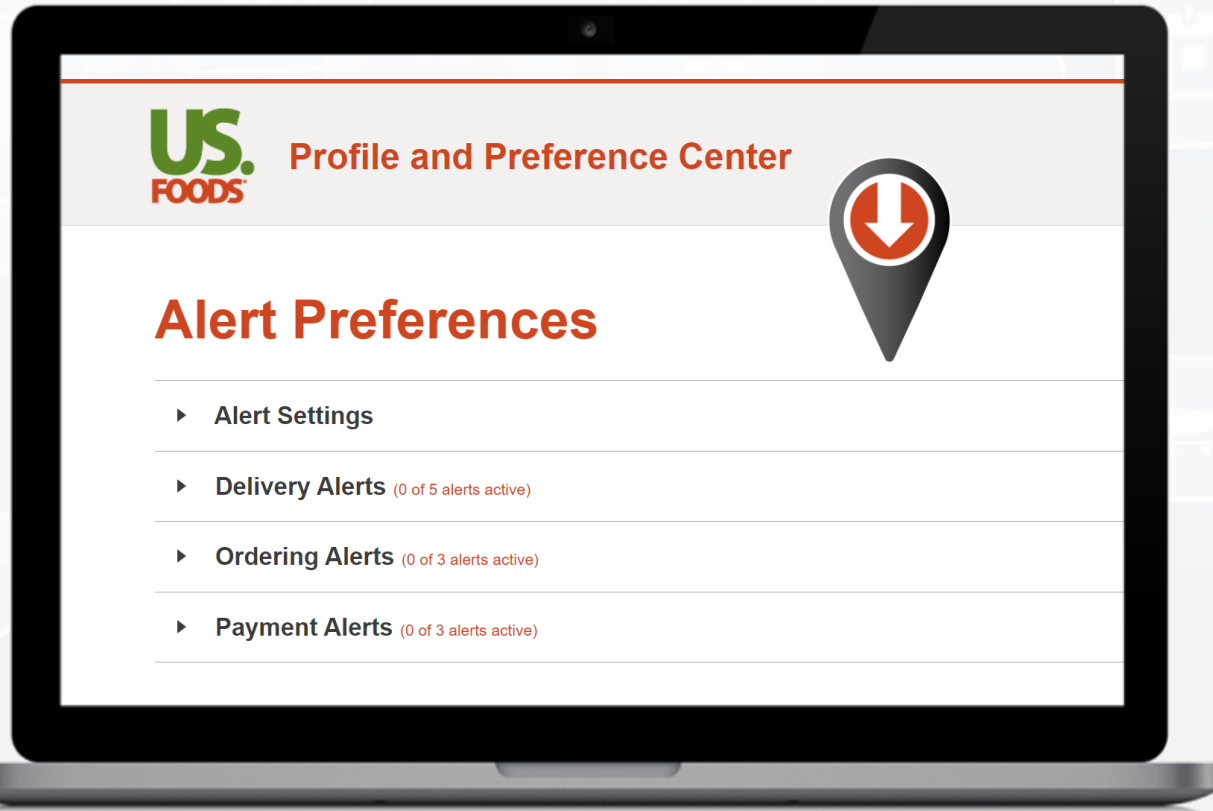 US.
FOODS
Profile and Preference Center
Alert Preferences
Alert Settings
Delivery Alerts (0 of 5 alerts active)
Ordering Alerts (0 of 3 alerts active)
Payment Alerts (0 of 3 alerts active)